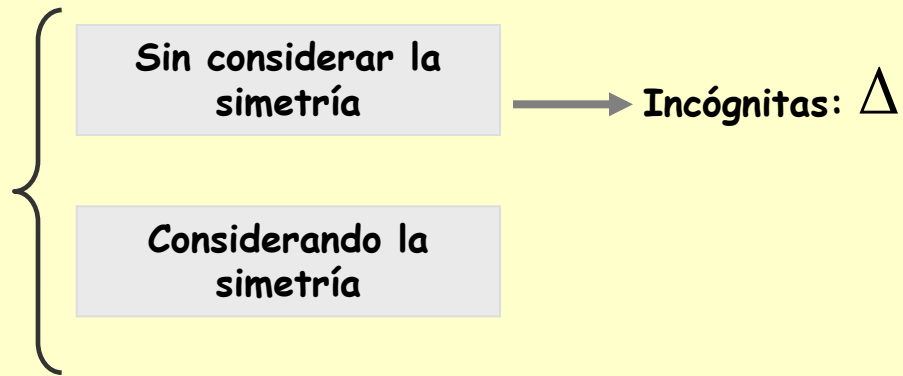 Sin considerar la
simetría
Incógnitas: Δ
Considerando la
simetría